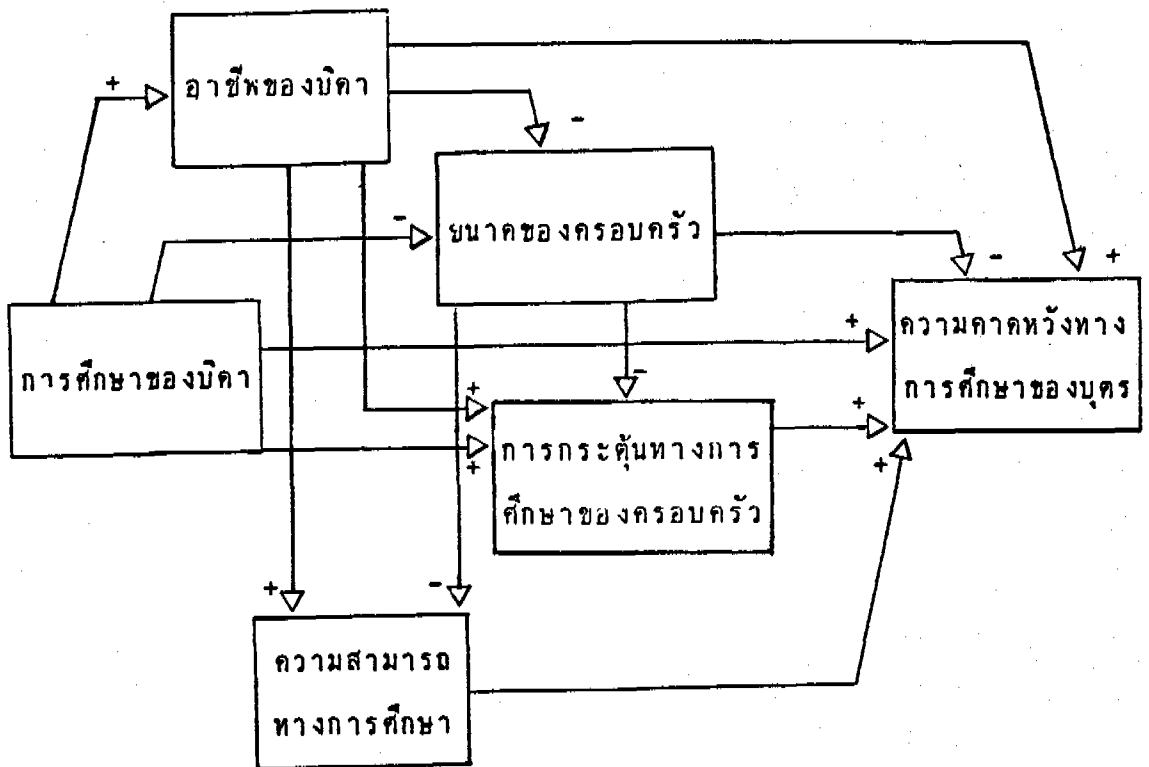 +
อาชีพของบิดา
+
-
-
ขนาดของครอบครัว
-
+
การศึกษาของบิดา
+
ความคาดหวังทาง
การศึกษาของบุตร
-
+
+
+
การกระตุ้นทางการ
ศึกษาของครอบครัว
+
+
-
ความสามารถ
ทางการศึกษา